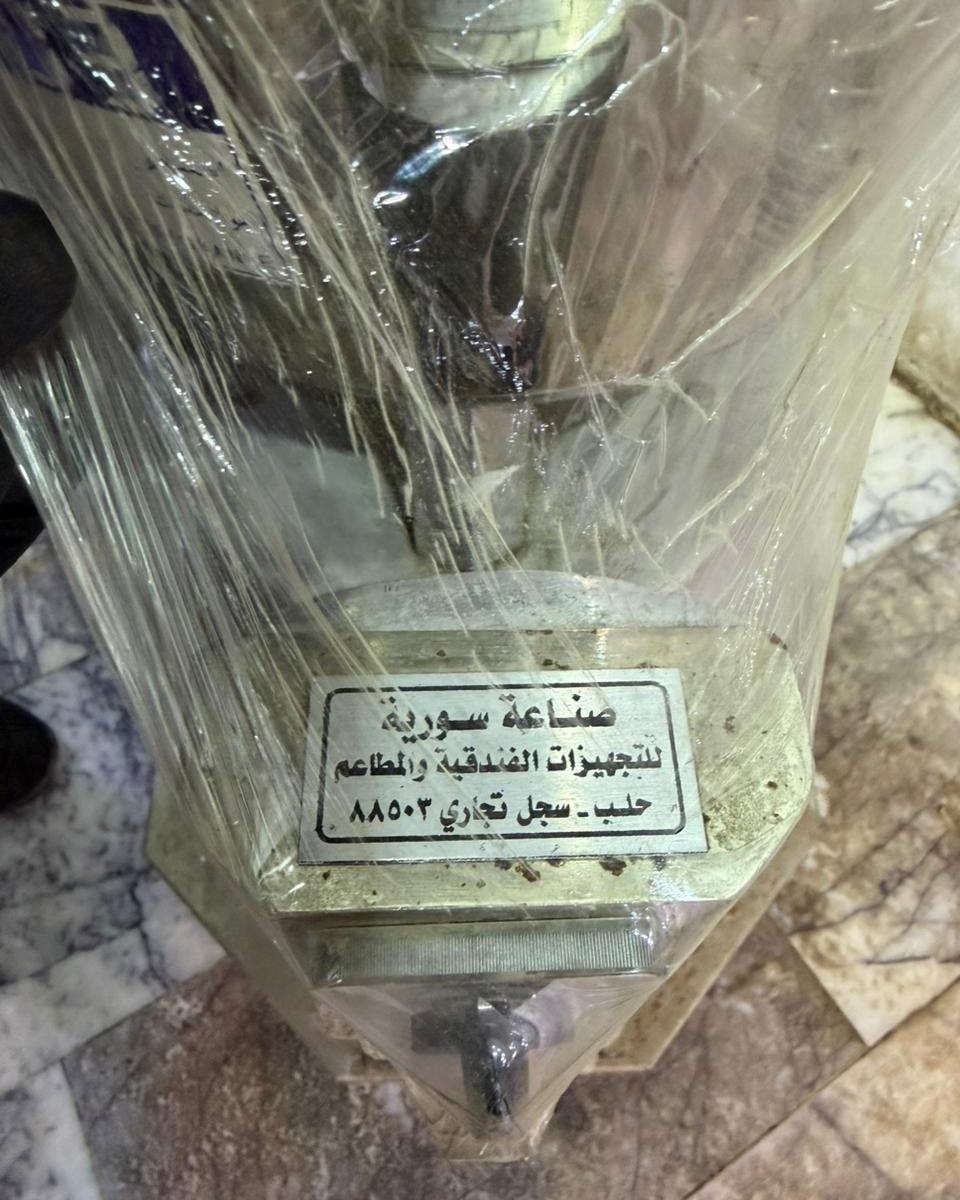 صناعة سورية
للتجهيزات الفندقية والمطاعم
حلب - سجل تجاري ٨٨٥٠٣